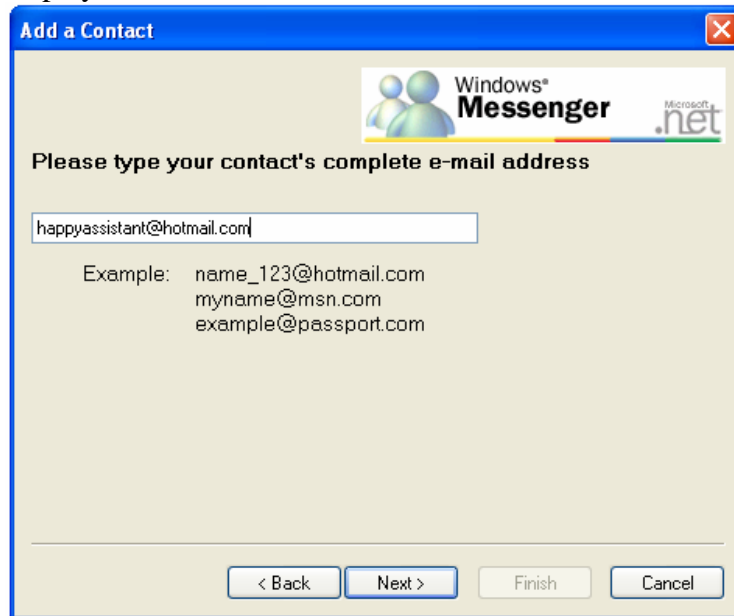 Add a Contact
Windows®
Messenger
Microsoft
.net
Please type your contact's complete e-mail address
happyassistant@hotmail.com
Example: name_123@hotmail.com
myname@msn.com
example@passport.com
< Back Next > Finish Cancel